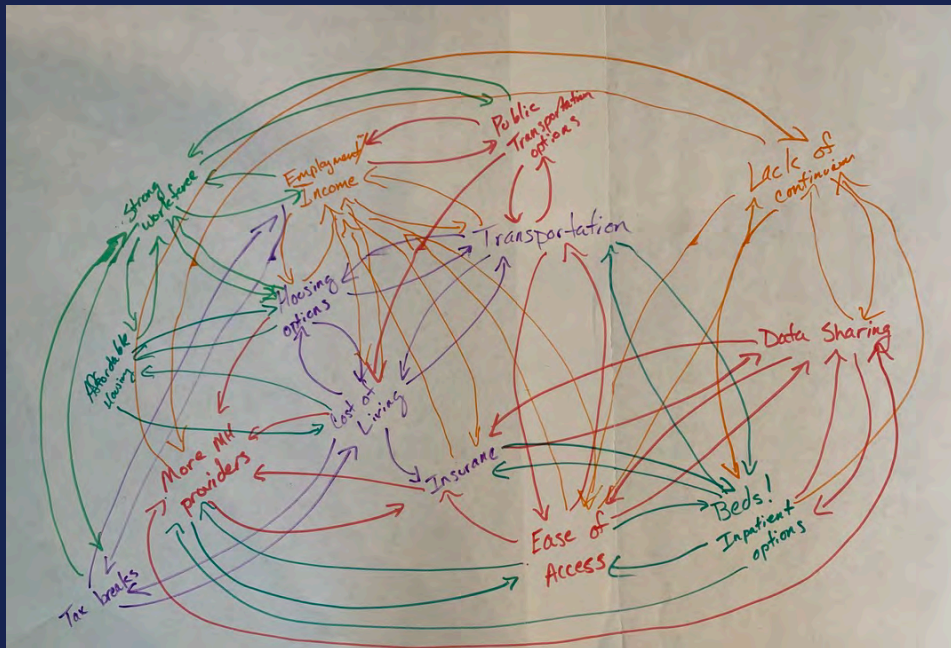 Public
Transportation
options
Employment
Income
Lack of
continuum
Strong
workforce
Transportation
Housing
options
Data Sharing
Affordable
Housing
Cost of
Living
More MH
providers
Insurane
Beds!
Inpatient
options
Ease of
Access
Tax breaks